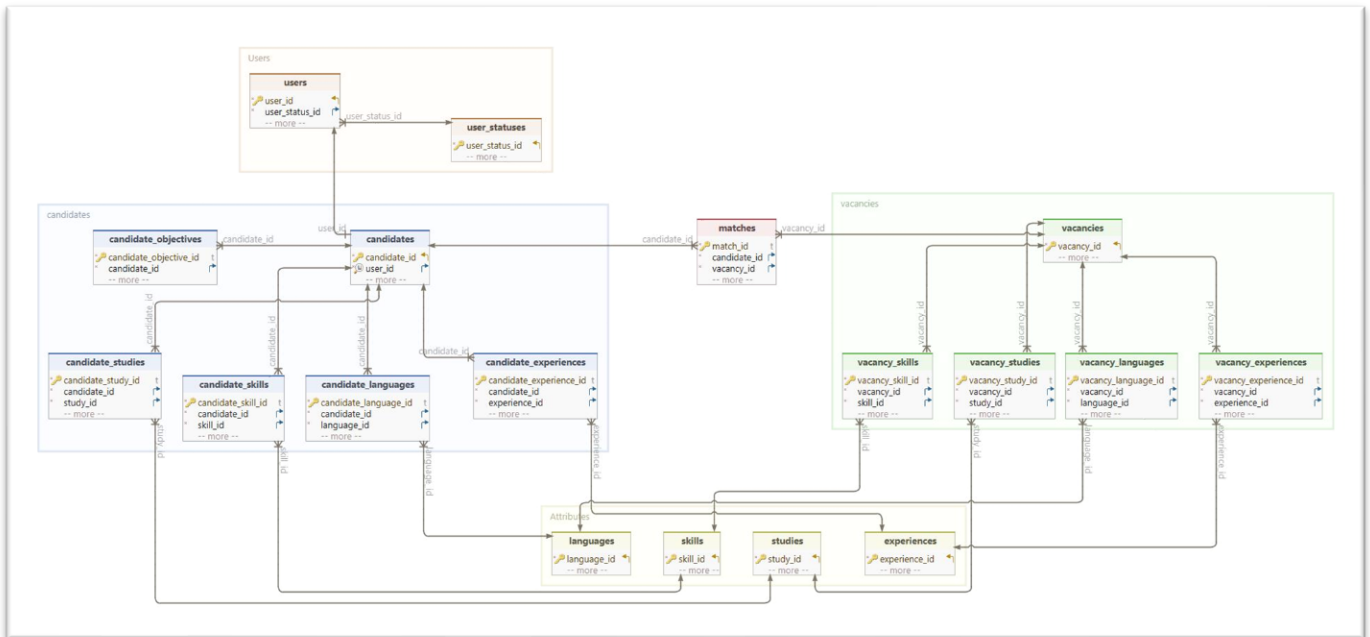 Users
users
user_id
user_status_id
-- more --
user_status_id
user_statuses
user_status_id
-- more --
candidates
candidate_objectives
candidate_objective_id t
candidate_id
-- more --
candidate_id
user_id
candidates
candidate_id
user_id
-- more --
candidate_id
matches
match_id t
candidate_id
vacancy_id
-- more --
vacancy_id
vacancies
vacancies
vacancy_id
-- more --
candidate_id
candidate_id
candidate_id
candidate_id
vacancy_id
vacancy_id
vacancy_id
vacancy_id
candidate_studies
candidate_study_id t
candidate_id
study_id
-- more --
candidate_skills
candidate_skill_id t
candidate_id
skill_id
-- more --
candidate_languages
candidate_language_id t
candidate_id
language_id
-- more --
candidate_experiences
candidate_experience_id t
candidate_id
experience_id
-- more --
vacancy_skills
vacancy_skill_id t
vacancy_id
skill_id
-- more --
vacancy_studies
vacancy_study_id t
vacancy_id
study_id
-- more --
vacancy_languages
vacancy_language_id t
vacancy_id
language_id
-- more --
vacancy_experiences
vacancy_experience_id t
vacancy_id
experience_id
-- more --
study_id
skill_id
language_id
experience_id
skill_id
study_id
language_id
experience_id
Attributes
languages
language_id
-- more --
skills
skill_id
-- more --
studies
study_id
-- more --
experiences
experience_id
-- more --